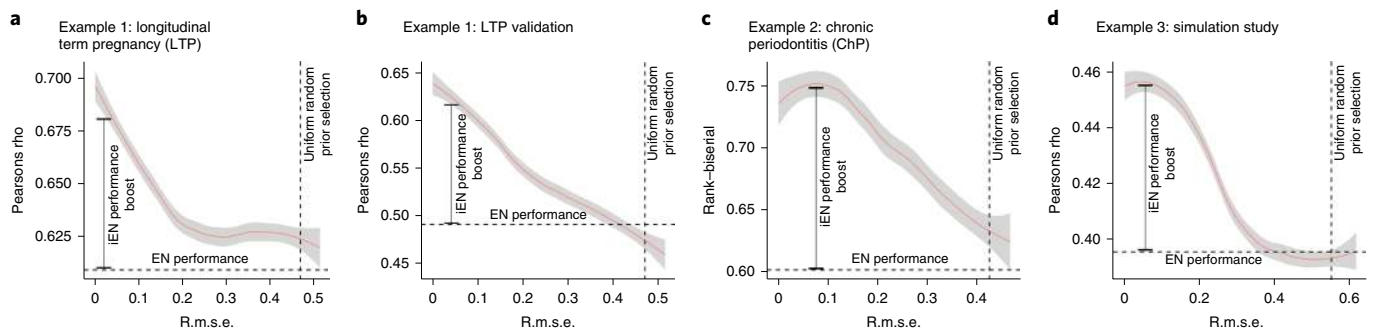 a
Example 1: longitudinal
term pregnancy (LTP)
0.700
0.675
0.650
0.625
Pearsons rho
iEN performance
boost
Uniform random
prior selection
EN performance
0
0.1
0.2
0.3
0.4
0.5
R.m.s.e.
b
Example 1: LTP validation
0.65
0.60
0.55
0.50
0.45
Pearsons rho
iEN performance
boost
Uniform random
prior selection
EN performance
0
0.1
0.2
0.3
0.4
0.5
R.m.s.e.
c
Example 2: chronic
periodontitis (ChP)
0.75
0.70
0.65
0.60
Rank–biserial
iEN performance
boost
Uniform random
prior selection
EN performance
0
0.1
0.2
0.3
0.4
R.m.s.e.
d
Example 3: simulation study
0.46
0.44
0.42
0.40
Pearsons rho
iEN performance
boost
Uniform random
prior selection
EN performance
0
0.2
0.4
0.6
R.m.s.e.